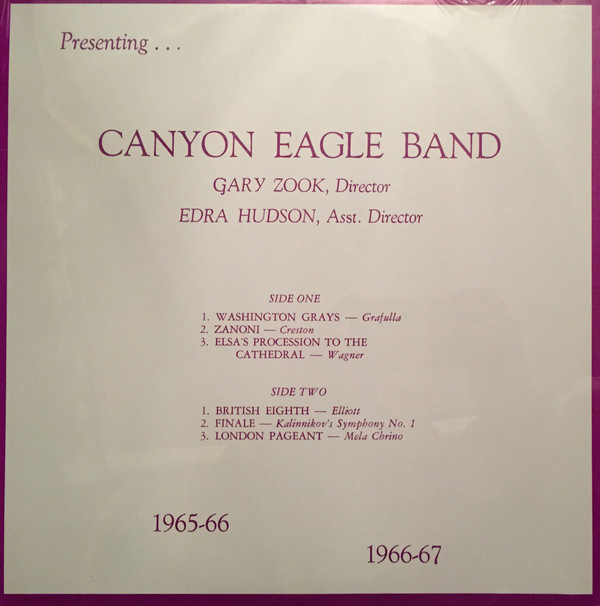 Presenting . . .
CANYON EAGLE BAND
GARY ZOOK, Director
EDRA HUDSON, Asst. Director
SIDE ONE
1. WASHINGTON GRAYS — Grafulla
2. ZANONI — Creston
3. ELSA'S PROCESSION TO THE
CATHEDRAL — Wagner
SIDE TWO
1. BRITISH EIGHTH — Elliott
2. FINALE — Kalinnikov's Symphony No. 1
3. LONDON PAGEANT — Mela Chrino
1965-66
1966-67